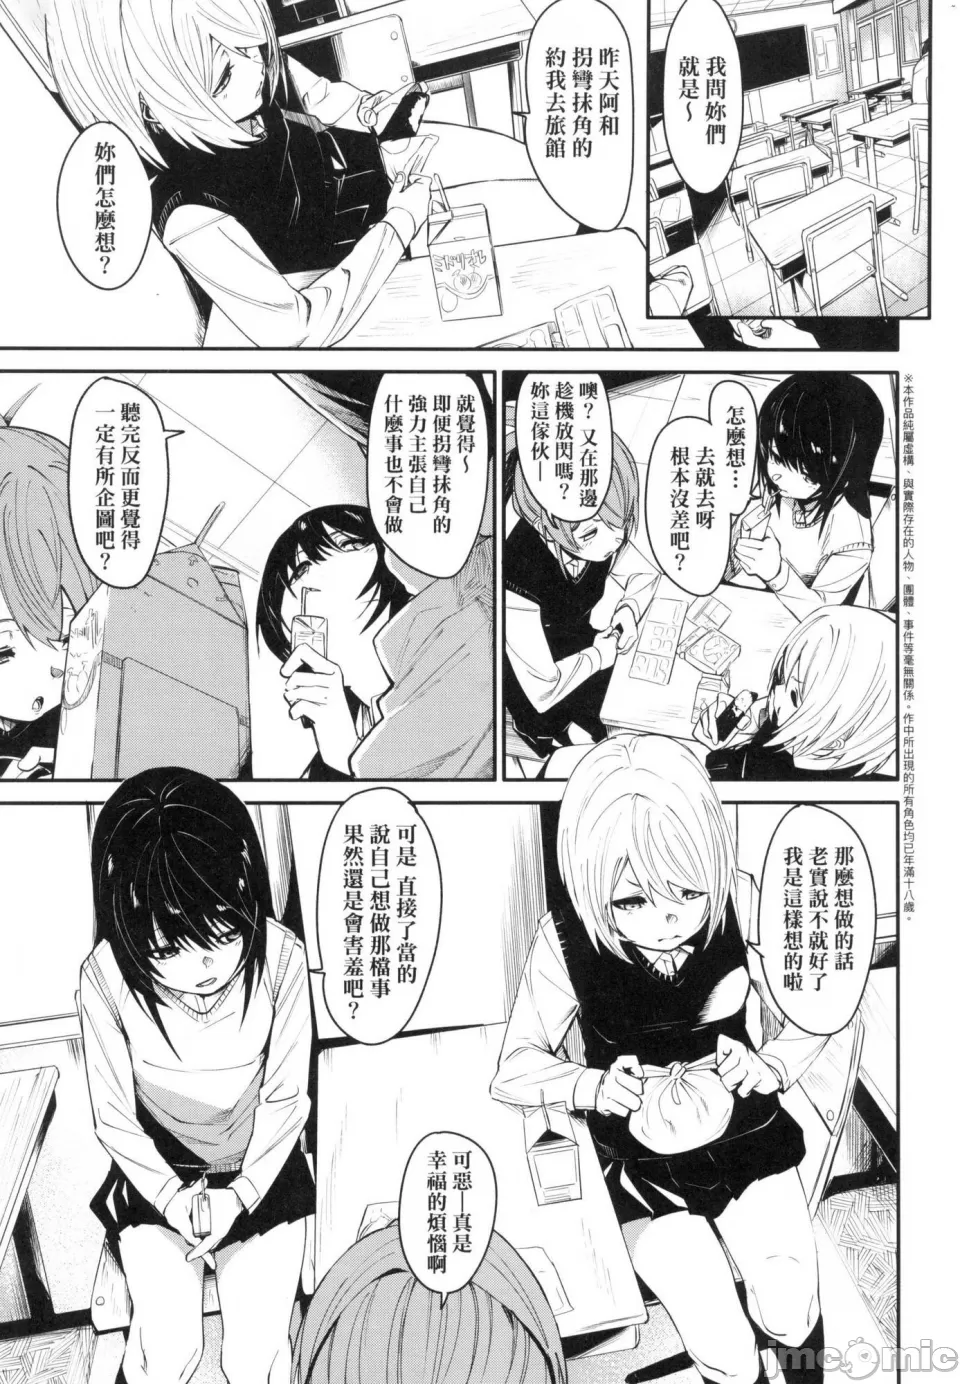 我問妳們
就是～
昨天阿和
拐彎抹角的
約我去旅館
妳們怎麼想？
ミドリ乳
怎麼想…
去就去呀
根本沒差吧？
噢？又在那邊
趁機放閃嗎？
妳這傢伙—
就覺得～
即便拐彎抹角的
強力主張自己
什麼事也不會做
聽完反而更覺得
一定有所企圖吧？
那麼想做的話
老實說不就好了
我是這樣想的啦
可是 直接了當的
說自己想做那檔事
果然還是會害羞吧？
可惡—真是
幸福的煩惱啊
※本作品純屬虛構、與實際存在的人物、團體、事件等毫無關係。作中所出現的所有角色均已年滿十八歲。
jmcomic